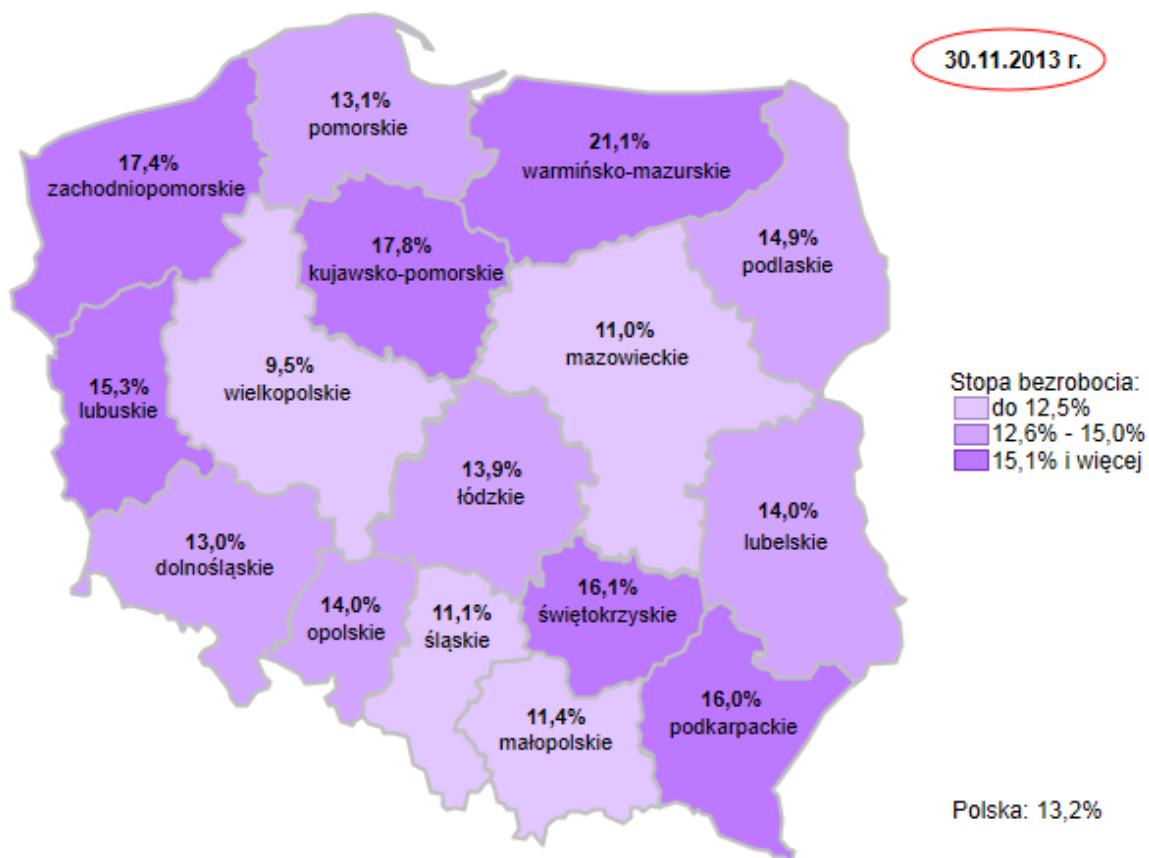 30.11.2013 r.
13,1%
pomorskie
21,1%
warmińsko-mazurskie
17,4%
zachodniopomorskie
14,9%
podlaskie
17,8%
kujawsko-pomorskie
11,0%
mazowieckie
9,5%
wielkopolskie
15,3%
lubuskie
Stopa bezrobocia:
do 12,5%
12,6% - 15,0%
15,1% i więcej
13,9%
łódzkie
14,0%
lubelskie
13,0%
dolnośląskie
14,0%
opolskie
11,1%
śląskie
16,1%
świętokrzyskie
16,0%
podkarpackie
11,4%
małopolskie
Polska: 13,2%